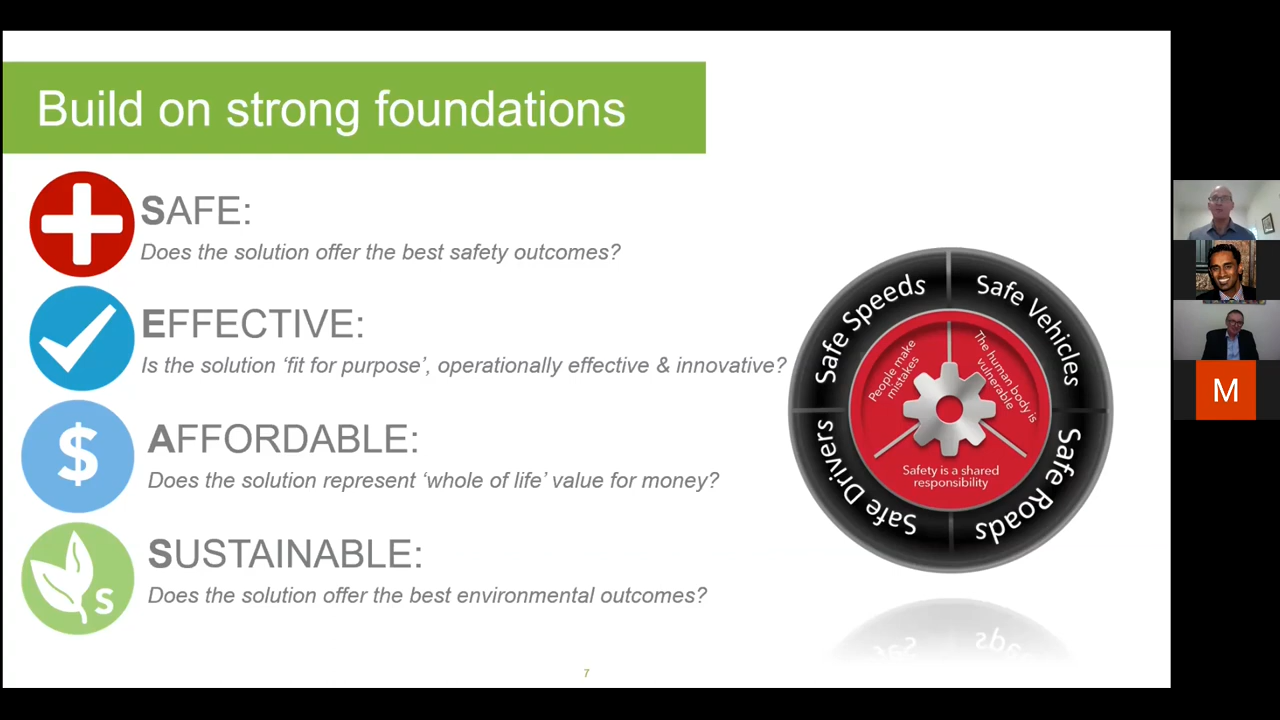 Build on strong foundations
SAFE:
Does the solution offer the best safety outcomes?
EFFECTIVE:
Is the solution ‘fit for purpose’, operationally effective & innovative?
$
AFFORDABLE:
Does the solution represent ‘whole of life’ value for money?
S
SUSTAINABLE:
Does the solution offer the best environmental outcomes?
Safe Speeds
Safe Vehicles
Safe Drivers
Safe Roads
People make
mistakes
The human body is
vulnerable
Safety is a shared
responsibility
7
M